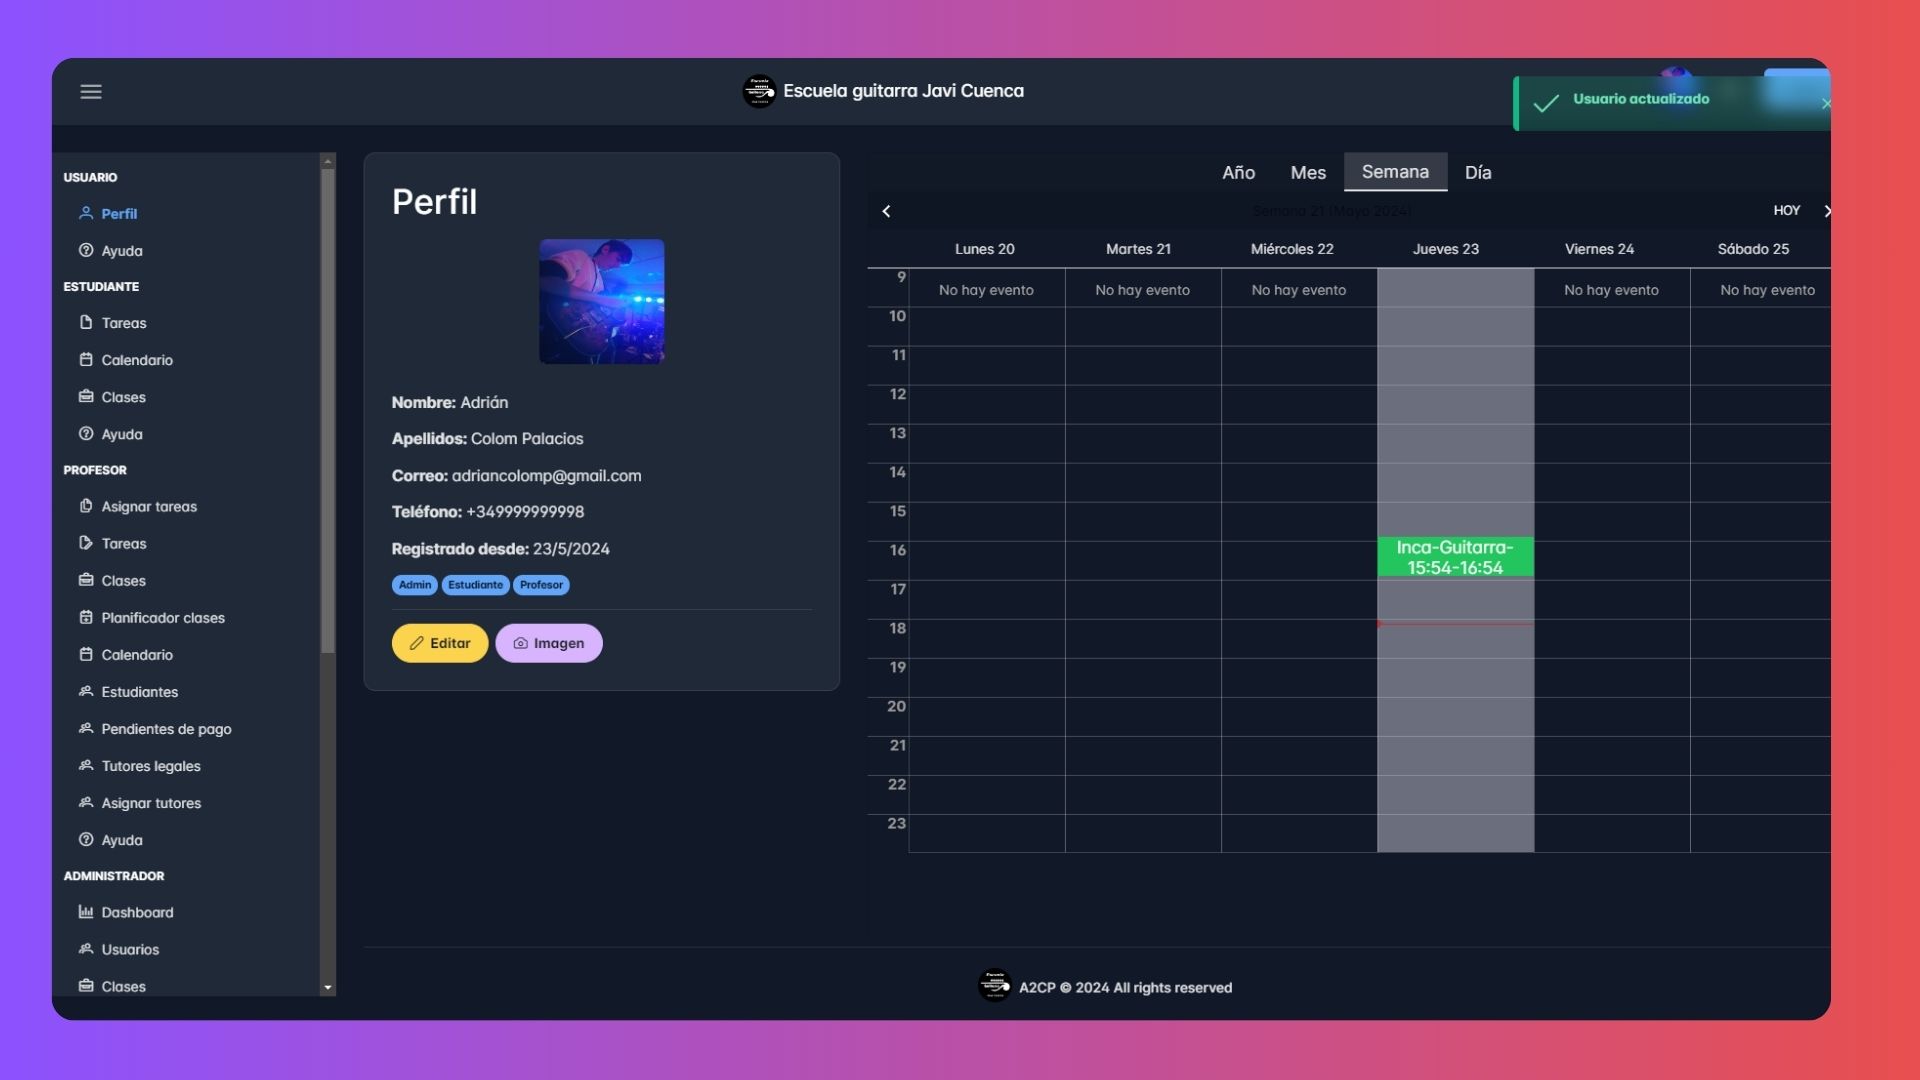 Escuela guitarra Javi Cuenca
Usuario actualizado
USUARIO
Perfil
Ayuda
ESTUDIANTE
Tareas
Calendario
Clases
Ayuda
PROFESOR
Asignar tareas
Tareas
Clases
Planificador clases
Calendario
Estudiantes
Pendientes de pago
Tutores legales
Asignar tutores
Ayuda
ADMINISTRADOR
Dashboard
Usuarios
Clases
Perfil
Nombre: Adrián
Apellidos: Colom Palacios
Correo: adriancolomp@gmail.com
Teléfono: +349999999998
Registrado desde: 23/5/2024
Admin Estudiante Profesor
Editar Imagen
Año Mes Semana Día
Semana 21 (Mayo 2024)
HOY
Lunes 20 Martes 21 Miércoles 22 Jueves 23 Viernes 24 Sábado 25
9 No hay evento No hay evento No hay evento No hay evento No hay evento
10
11
12
13
14
15
16
Inca-Guitarra-
15:54-16:54
17
18
19
20
21
22
23
A2CP © 2024 All rights reserved